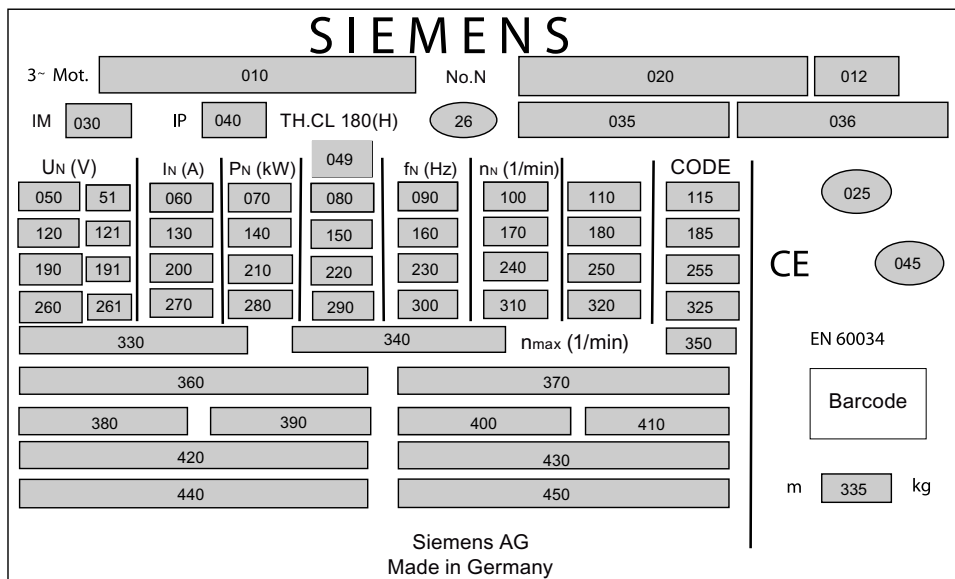 SIEMENS
3~ Mot. 010 No.N 020 012
IM 030 IP 040 TH.CL 180(H) 26 035 036
049
UN (V) IN (A) PN (kW) fN (Hz) nN (1/min) CODE
050 51 060 070 080 090 100 110 115 025
120 121 130 140 150 160 170 180 185
190 191 200 210 220 230 240 250 255 CE 045
260 261 270 280 290 300 310 320 325
330 340 nmax (1/min) 350 EN 60034
360 370
Barcode
380 390 400 410
420 430
440 450 m 335 kg
Siemens AG
Made in Germany